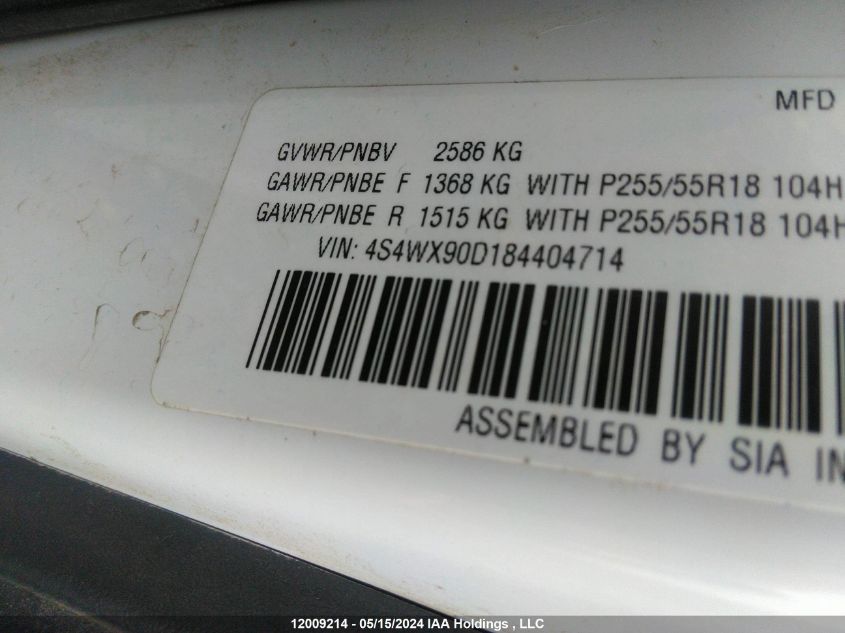 MFD
GVWR/PNBV 2586 KG
GAWR/PNBE F 1368 KG WITH P255/55R18 104H
GAWR/PNBE R 1515 KG WITH P255/55R18 104H
VIN: 4S4WX90D184404714
ASSEMBLED BY SIA IN
12009214 - 05/15/2024 IAA Holdings , LLC